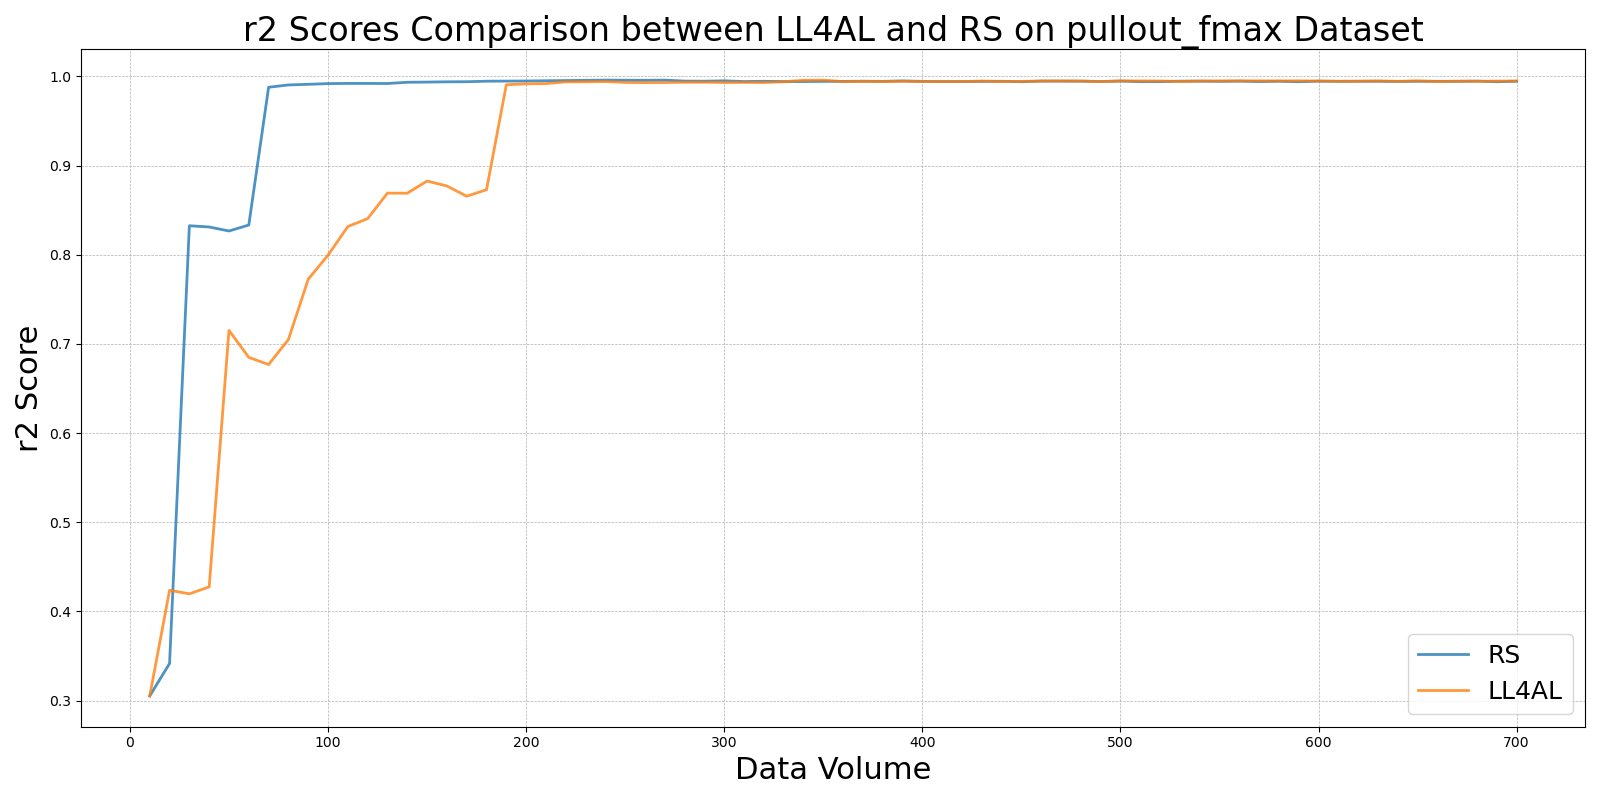 r2 Scores Comparison between LL4AL and RS on pullout_fmax Dataset
r2 Score
1.0
0.9
0.8
0.7
0.6
0.5
0.4
0.3
0 100 200 300 400 500 600 700
Data Volume
RS
LL4AL